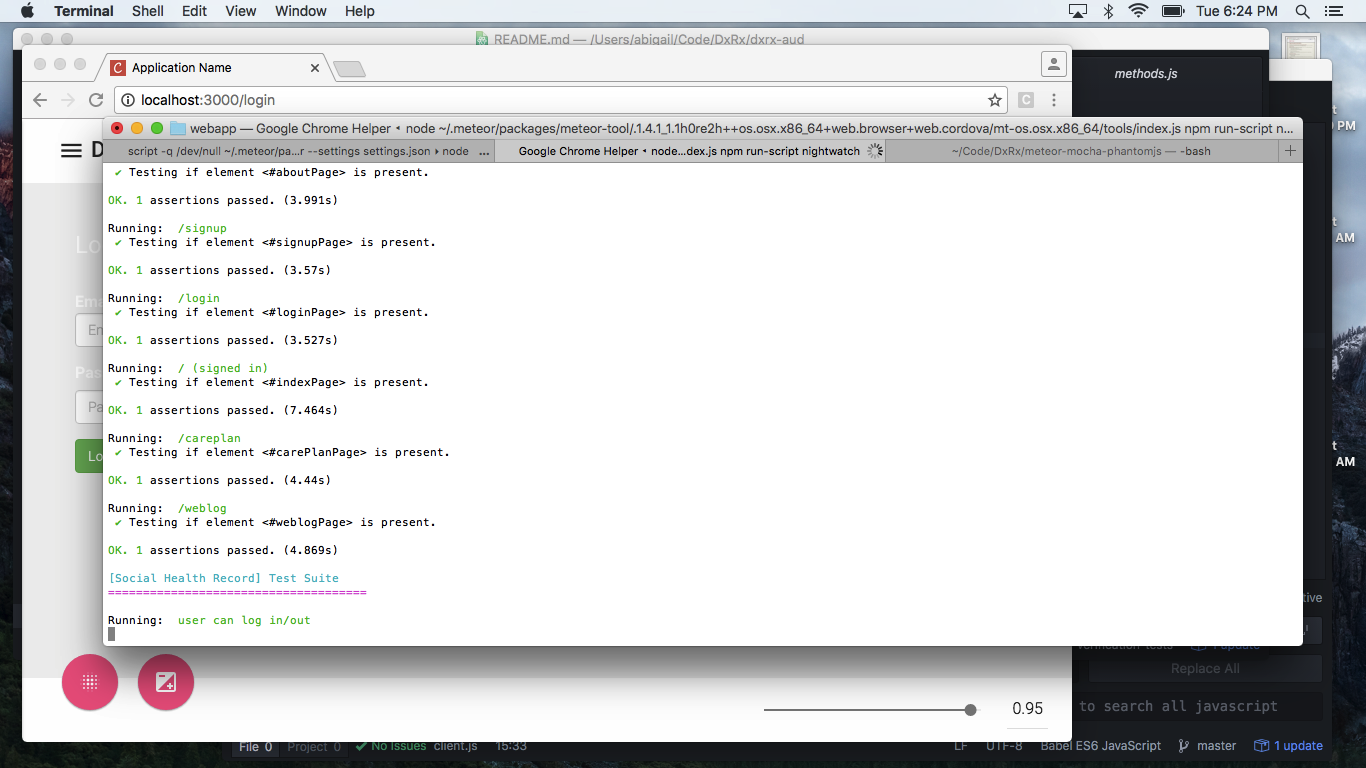 Terminal Shell Edit View Window Help Tue 6:24 PM
README.md — /Users/abigail/Code/DxRx/dxrx-aud
Application Name
methods.js
localhost:3000/login
PM
webapp — Google Chrome Helper ◂ node ~/.meteor/packages/meteor-tool/.1.4.1_1.1h0re2h++os.osx.x86_64+web.browser+web.cordova/mt-os.osx.x86_64/tools/index.js npm run-script n...
script -q /dev/null ~/.meteor/pa...r --settings settings.json ▸ node ...
Google Chrome Helper ◂ node...dex.js npm run-script nightwatch
~/Code/DxRx/meteor-mocha-phantomjs — -bash
✔ Testing if element <#aboutPage> is present.
OK. 1 assertions passed. (3.991s)
Running: /signup
✔ Testing if element <#signupPage> is present.
AM
OK. 1 assertions passed. (3.57s)
Running: /login
✔ Testing if element <#loginPage> is present.
OK. 1 assertions passed. (3.527s)
Running: / (signed in)
✔ Testing if element <#indexPage> is present.
OK. 1 assertions passed. (7.464s)
Running: /careplan
✔ Testing if element <#carePlanPage> is present.
AM
OK. 1 assertions passed. (4.44s)
Running: /weblog
✔ Testing if element <#weblogPage> is present.
OK. 1 assertions passed. (4.869s)
[Social Health Record] Test Suite
=====================================
Running: user can log in/out
1 update
Replace All
to search all javascript
0.95
File 0 Project 0 No Issues client.js 15:33 LF UTF-8 Babel ES6 JavaScript master 1 update